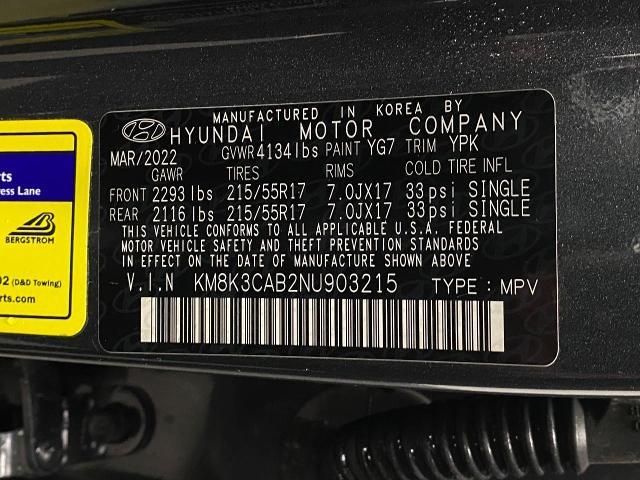 MANUFACTURED IN KOREA BY
HYUNDAI MOTOR COMPANY
MAR/2022 GVWR 4134lbs PAINT YG7 TRIM YPK
GAWR TIRES RIMS COLD TIRE INFL
FRONT 2293 lbs 215/55R17 7.0JX17 33psi SINGLE
REAR 2116 lbs 215/55R17 7.0JX17 33psi SINGLE
THIS VEHICLE CONFORMS TO ALL APPLICABLE U.S.A. FEDERAL
MOTOR VEHICLE SAFETY AND THEFT PREVENTION STANDARDS
IN EFFECT ON THE DATE OF MANUFACTURE SHOWN ABOVE
V.I.N KM8K3CAB2NU903215 TYPE : MPV
rts
ress Lane
BERGSTROM
02 (D&D Towing)
rts.com